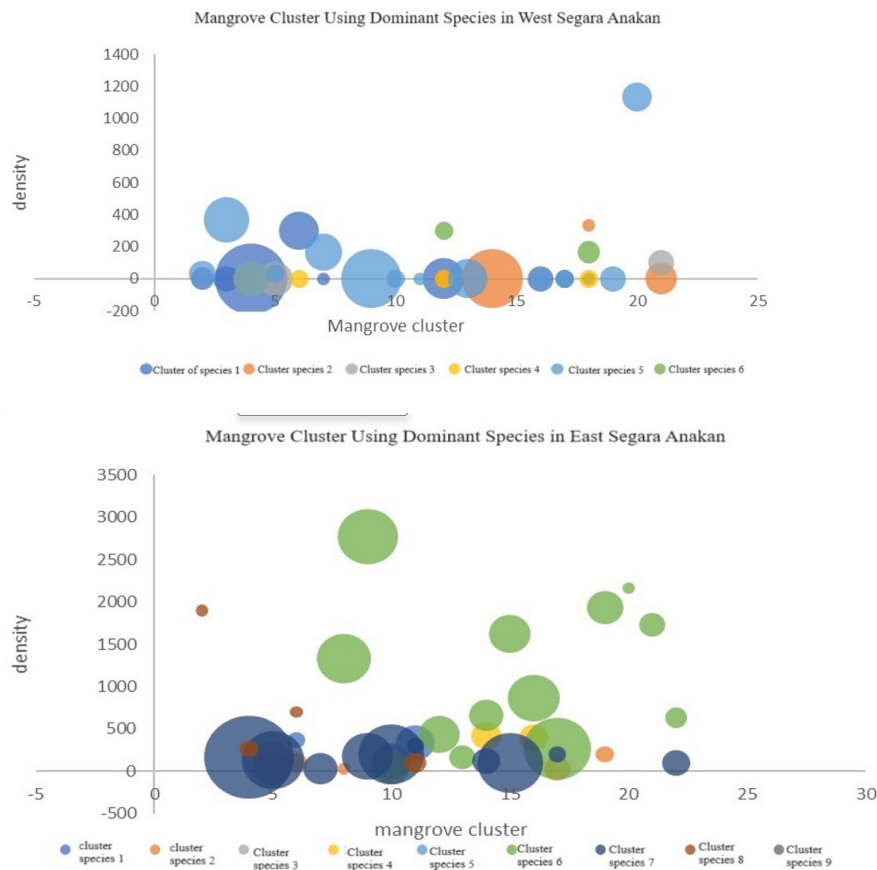 Mangrove Cluster Using Dominant Species in West Segara Anakan
1400
1200
1000
800
600
400
200
0
-200
density
-5
0
5
10
15
20
25
Mangrove cluster
Cluster of species 1
Cluster species 2
Cluster species 3
Cluster species 4
Cluster species 5
Cluster species 6
Mangrove Cluster Using Dominant Species in East Segara Anakan
3500
3000
2500
2000
1500
1000
500
0
-500
density
-5
0
5
10
15
20
25
30
mangrove cluster
cluster
species 1
cluster
species 2
Cluster
species 3
Cluster
species 4
Cluster
species 5
Cluster
species 6
Cluster
species 7
Cluster
species 8
Cluster
species 9